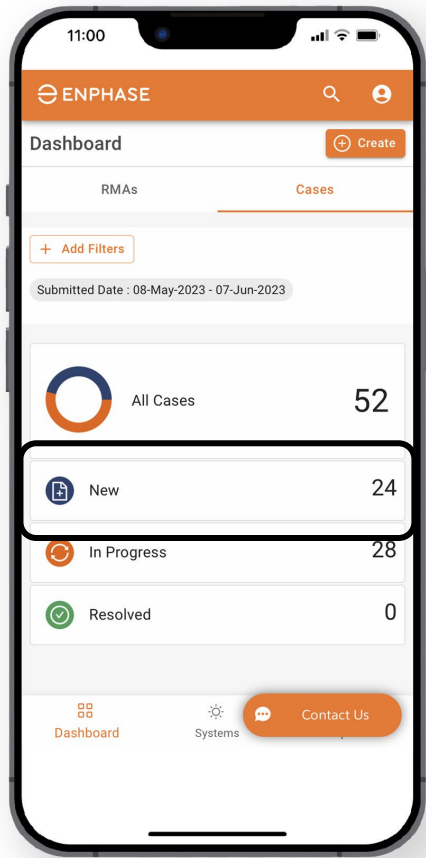 11:00
ENPHASE
Dashboard
Create
RMAs Cases
+ Add Filters
Submitted Date : 08-May-2023 - 07-Jun-2023
All Cases 52
New 24
In Progress 28
Resolved 0
Contact Us
Dashboard Systems